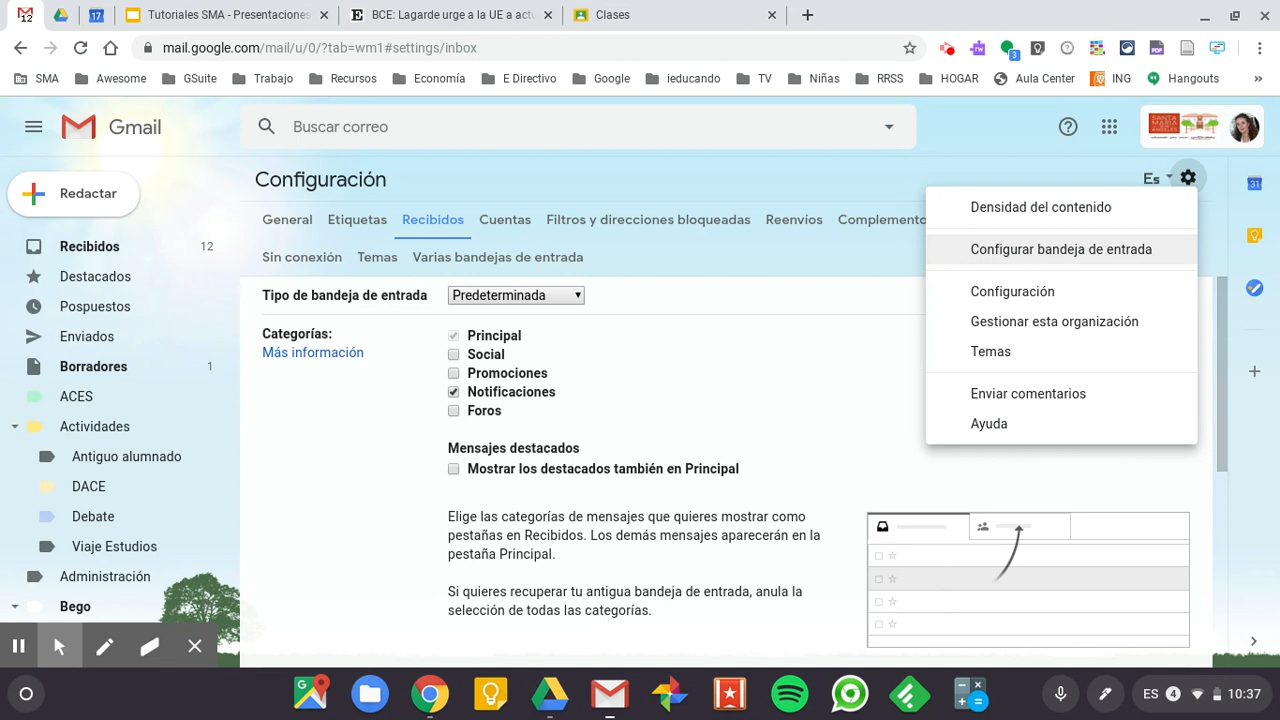 12
Tutoriales SMA - Presentaciones
BCE: Lagarde urge a la UE a actu
Clases
mail.google.com/mail/u/0/?tab=wm1#settings/inbox
SMA
Awesome
GSuite
Trabajo
Recursos
Economía
E Directivo
Google
ieducando
TV
Niñas
RRSS
HOGAR
Aula Center
ING
Hangouts
»
Gmail
Buscar correo
SANTA MARIA
Redactar
Configuración
Es
General
Etiquetas
Recibidos
Cuentas
Filtros y direcciones bloqueadas
Reenvíos
Complemento
Sin conexión
Temas
Varias bandejas de entrada
Recibidos 12
Destacados
Pospuestos
Enviados
Borradores 1
ACES
Actividades
Antiguo alumnado
DACE
Debate
Viaje Estudios
Administración
Bego
Tipo de bandeja de entrada
Predeterminada
Categorías:
Más información
Principal
Social
Promociones
Notificaciones
Foros
Mensajes destacados
Mostrar los destacados también en Principal
Elige las categorías de mensajes que quieres mostrar como
pestañas en Recibidos. Los demás mensajes aparecerán en la
pestaña Principal.
Si quieres recuperar tu antigua bandeja de entrada, anula la
selección de todas las categorías.
Densidad del contenido
Configurar bandeja de entrada
Configuración
Gestionar esta organización
Temas
Enviar comentarios
Ayuda
ES 4 10:37